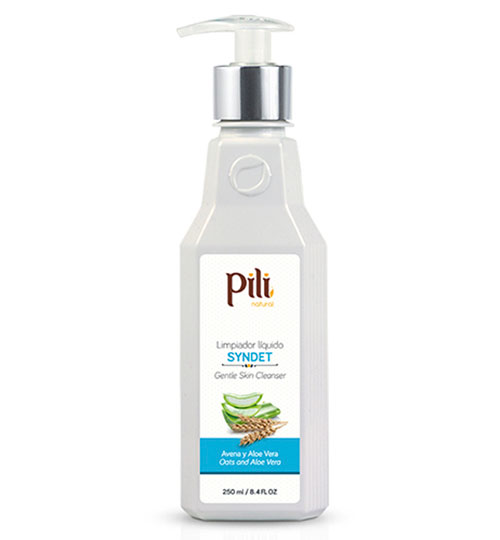 Pili
natural
Limpiador líquido
SYNDET
Gentle Skin Cleanser
Avena y Aloe Vera
Oats and Aloe Vera
250 ml / 8.4 FL OZ